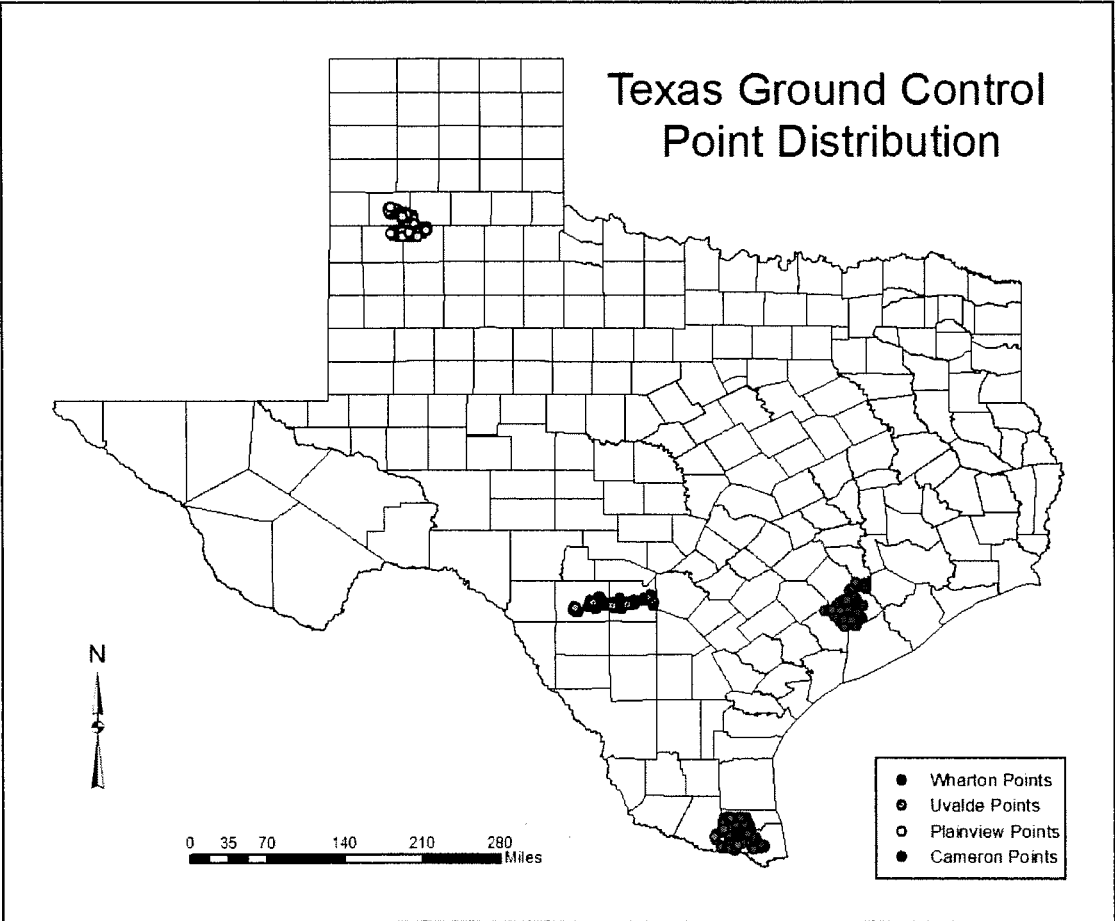 Texas Ground Control
Point Distribution
N
0 35 70 140 210 280
Miles
Wharton Points
Uvalde Points
Plainview Points
Cameron Points